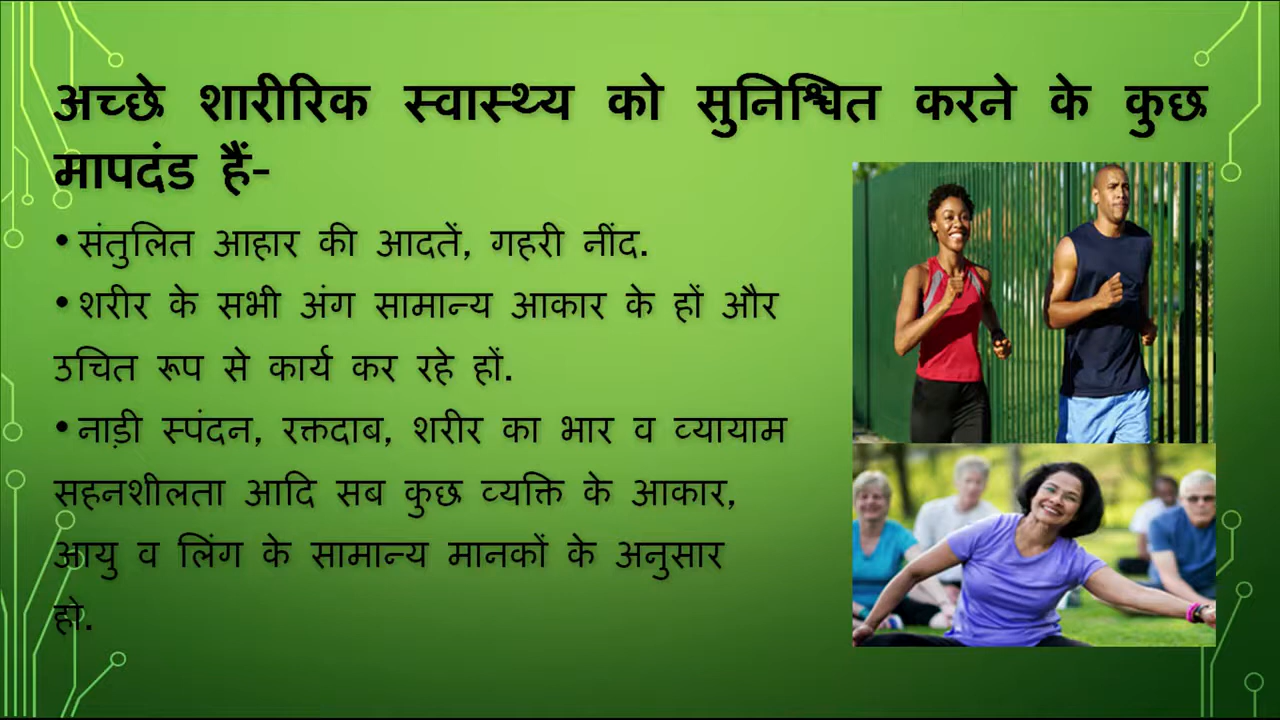 अच्छे शारीरिक स्वास्थ्य को सुनिश्चित करने के कुछ
मापदंड हैं-
•संतुलित आहार की आदतें, गहरी नींद.
•शरीर के सभी अंग सामान्य आकार के हों और
उचित रूप से कार्य कर रहे हों.
•नाड़ी स्पंदन, रक्तदाब, शरीर का भार व व्यायाम
सहनशीलता आदि सब कुछ व्यक्ति के आकार,
आयु व लिंग के सामान्य मानकों के अनुसार
हो.